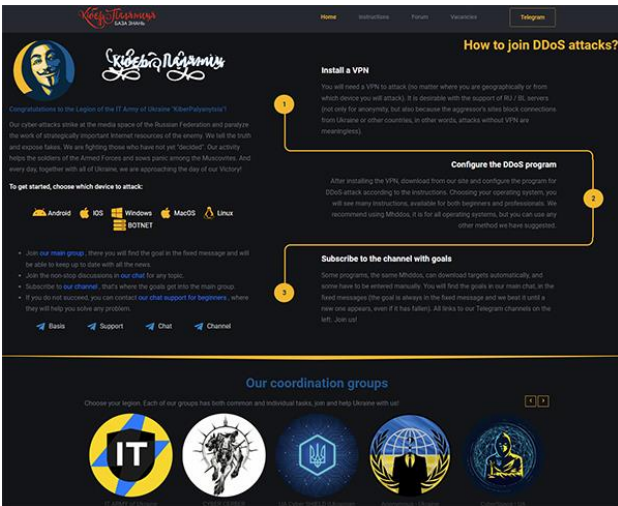 Кібер Паляниця
БАЗА ЗНАНЬ
Home Instructions Forum Vacancies Telegram
How to join DDoS attacks?
Кібер Паляниця
Congratulations to the Legion of the IT Army of Ukraine "KiberPalyanytsia"!
Our cyber-attacks strike at the media space of the Russian Federation and paralyze
the work of strategically important Internet resources of the enemy. We tell the truth
and expose fakes. We are fighting those who have not yet "decided". Our activity
helps the soldiers of the Armed Forces and sows panic among the Muscovites. And
every day, together with all of Ukraine, we are approaching the day of our Victory!
To get started, choose which device to attack:
Android IOS Windows MacOS Linux
BOTNET
Join our main group , there you will find the goal in the fixed message and will
be able to keep up to date with all the news.
Join the non-stop discussions in our chat for any topic.
Subscribe to our channel , that's where the goals get into the main group.
If you do not succeed, you can contact our chat support for beginners , where
they will help you solve any problem.
Basis Support Chat Channel
1
Install a VPN
You will need a VPN to attack (no matter where you are geographically or from
which device you will attack). It is desirable with the support of RU / BL servers
(not only for anonymity, but also because the aggressor's sites block connections
from Ukraine or other countries, in other words, attacks without VPN are
meaningless).
2
Configure the DDoS program
After installing the VPN, download from our site and configure the program for
DDoS-attack according to the instructions. Choosing your operating system, you
will see many Instructions, available for both beginners and professionals. We
recommend using Mhddos, it is for all operating systems, but you can use any
other method we have suggested.
3
Subscribe to the channel with goals
Some programs, the same Mhddos, can download targets automatically, and
some have to be entered manually. You will find the goals in our main chat, in the
fixed messages (the goal is always in the fixed message and we beat it until a
new one appears, even if it has fallen). All links to our Telegram channels on the
left. Join us!
Our coordination groups
Choose your legion. Each of our groups has both common and individual tasks, join and help Ukraine with us!
IT
IT ARMY of Ukraine